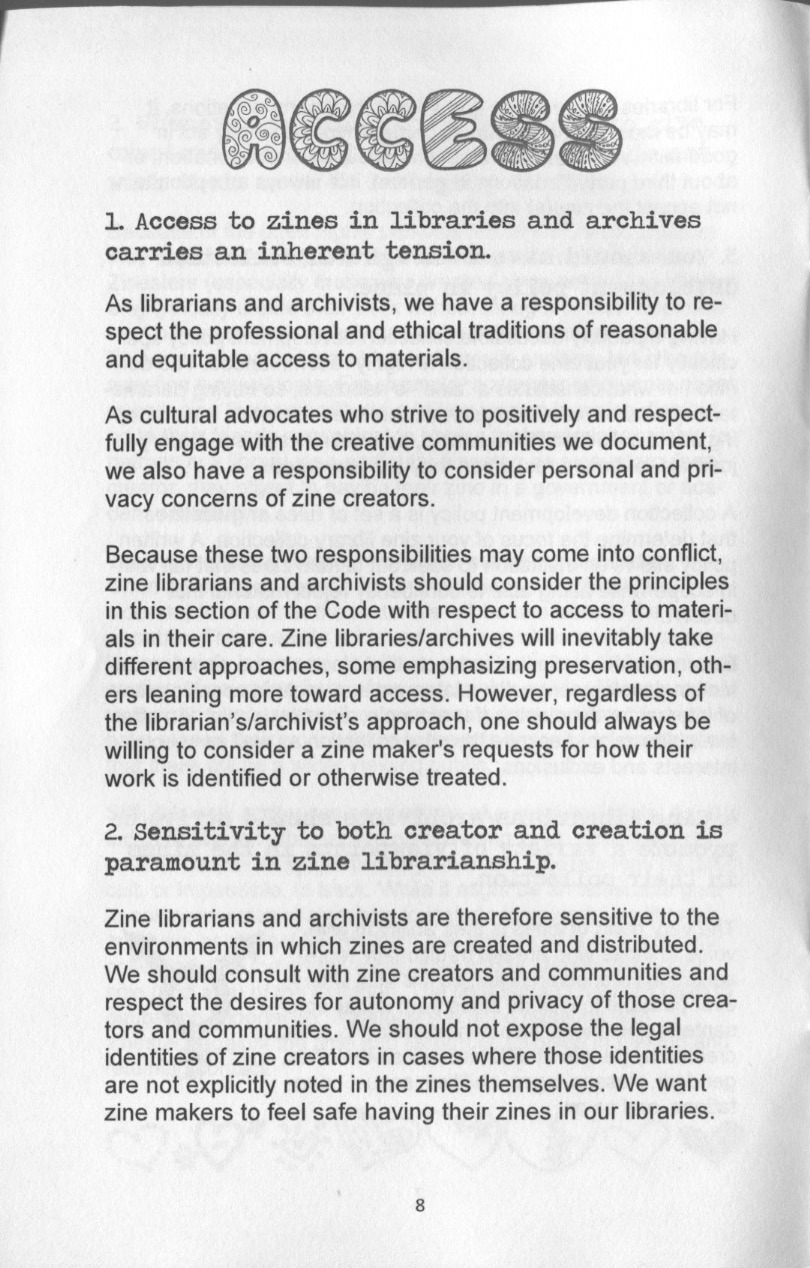 ACCESS
1. Access to zines in libraries and archives
carries an inherent tension.
As librarians and archivists, we have a responsibility to re-
spect the professional and ethical traditions of reasonable
and equitable access to materials.
As cultural advocates who strive to positively and respect-
fully engage with the creative communities we document,
we also have a responsibility to consider personal and pri-
vacy concerns of zine creators.
Because these two responsibilities may come into conflict,
zine librarians and archivists should consider the principles
in this section of the Code with respect to access to materi-
als in their care. Zine libraries/archives will inevitably take
different approaches, some emphasizing preservation, oth-
ers leaning more toward access. However, regardless of
the librarian's/archivist's approach, one should always be
willing to consider a zine maker's requests for how their
work is identified or otherwise treated.
2. Sensitivity to both creator and creation is
paramount in zine librarianship.
Zine librarians and archivists are therefore sensitive to the
environments in which zines are created and distributed.
We should consult with zine creators and communities and
respect the desires for autonomy and privacy of those crea-
tors and communities. We should not expose the legal
identities of zine creators in cases where those identities
are not explicitly noted in the zines themselves. We want
zine makers to feel safe having their zines in our libraries.
8